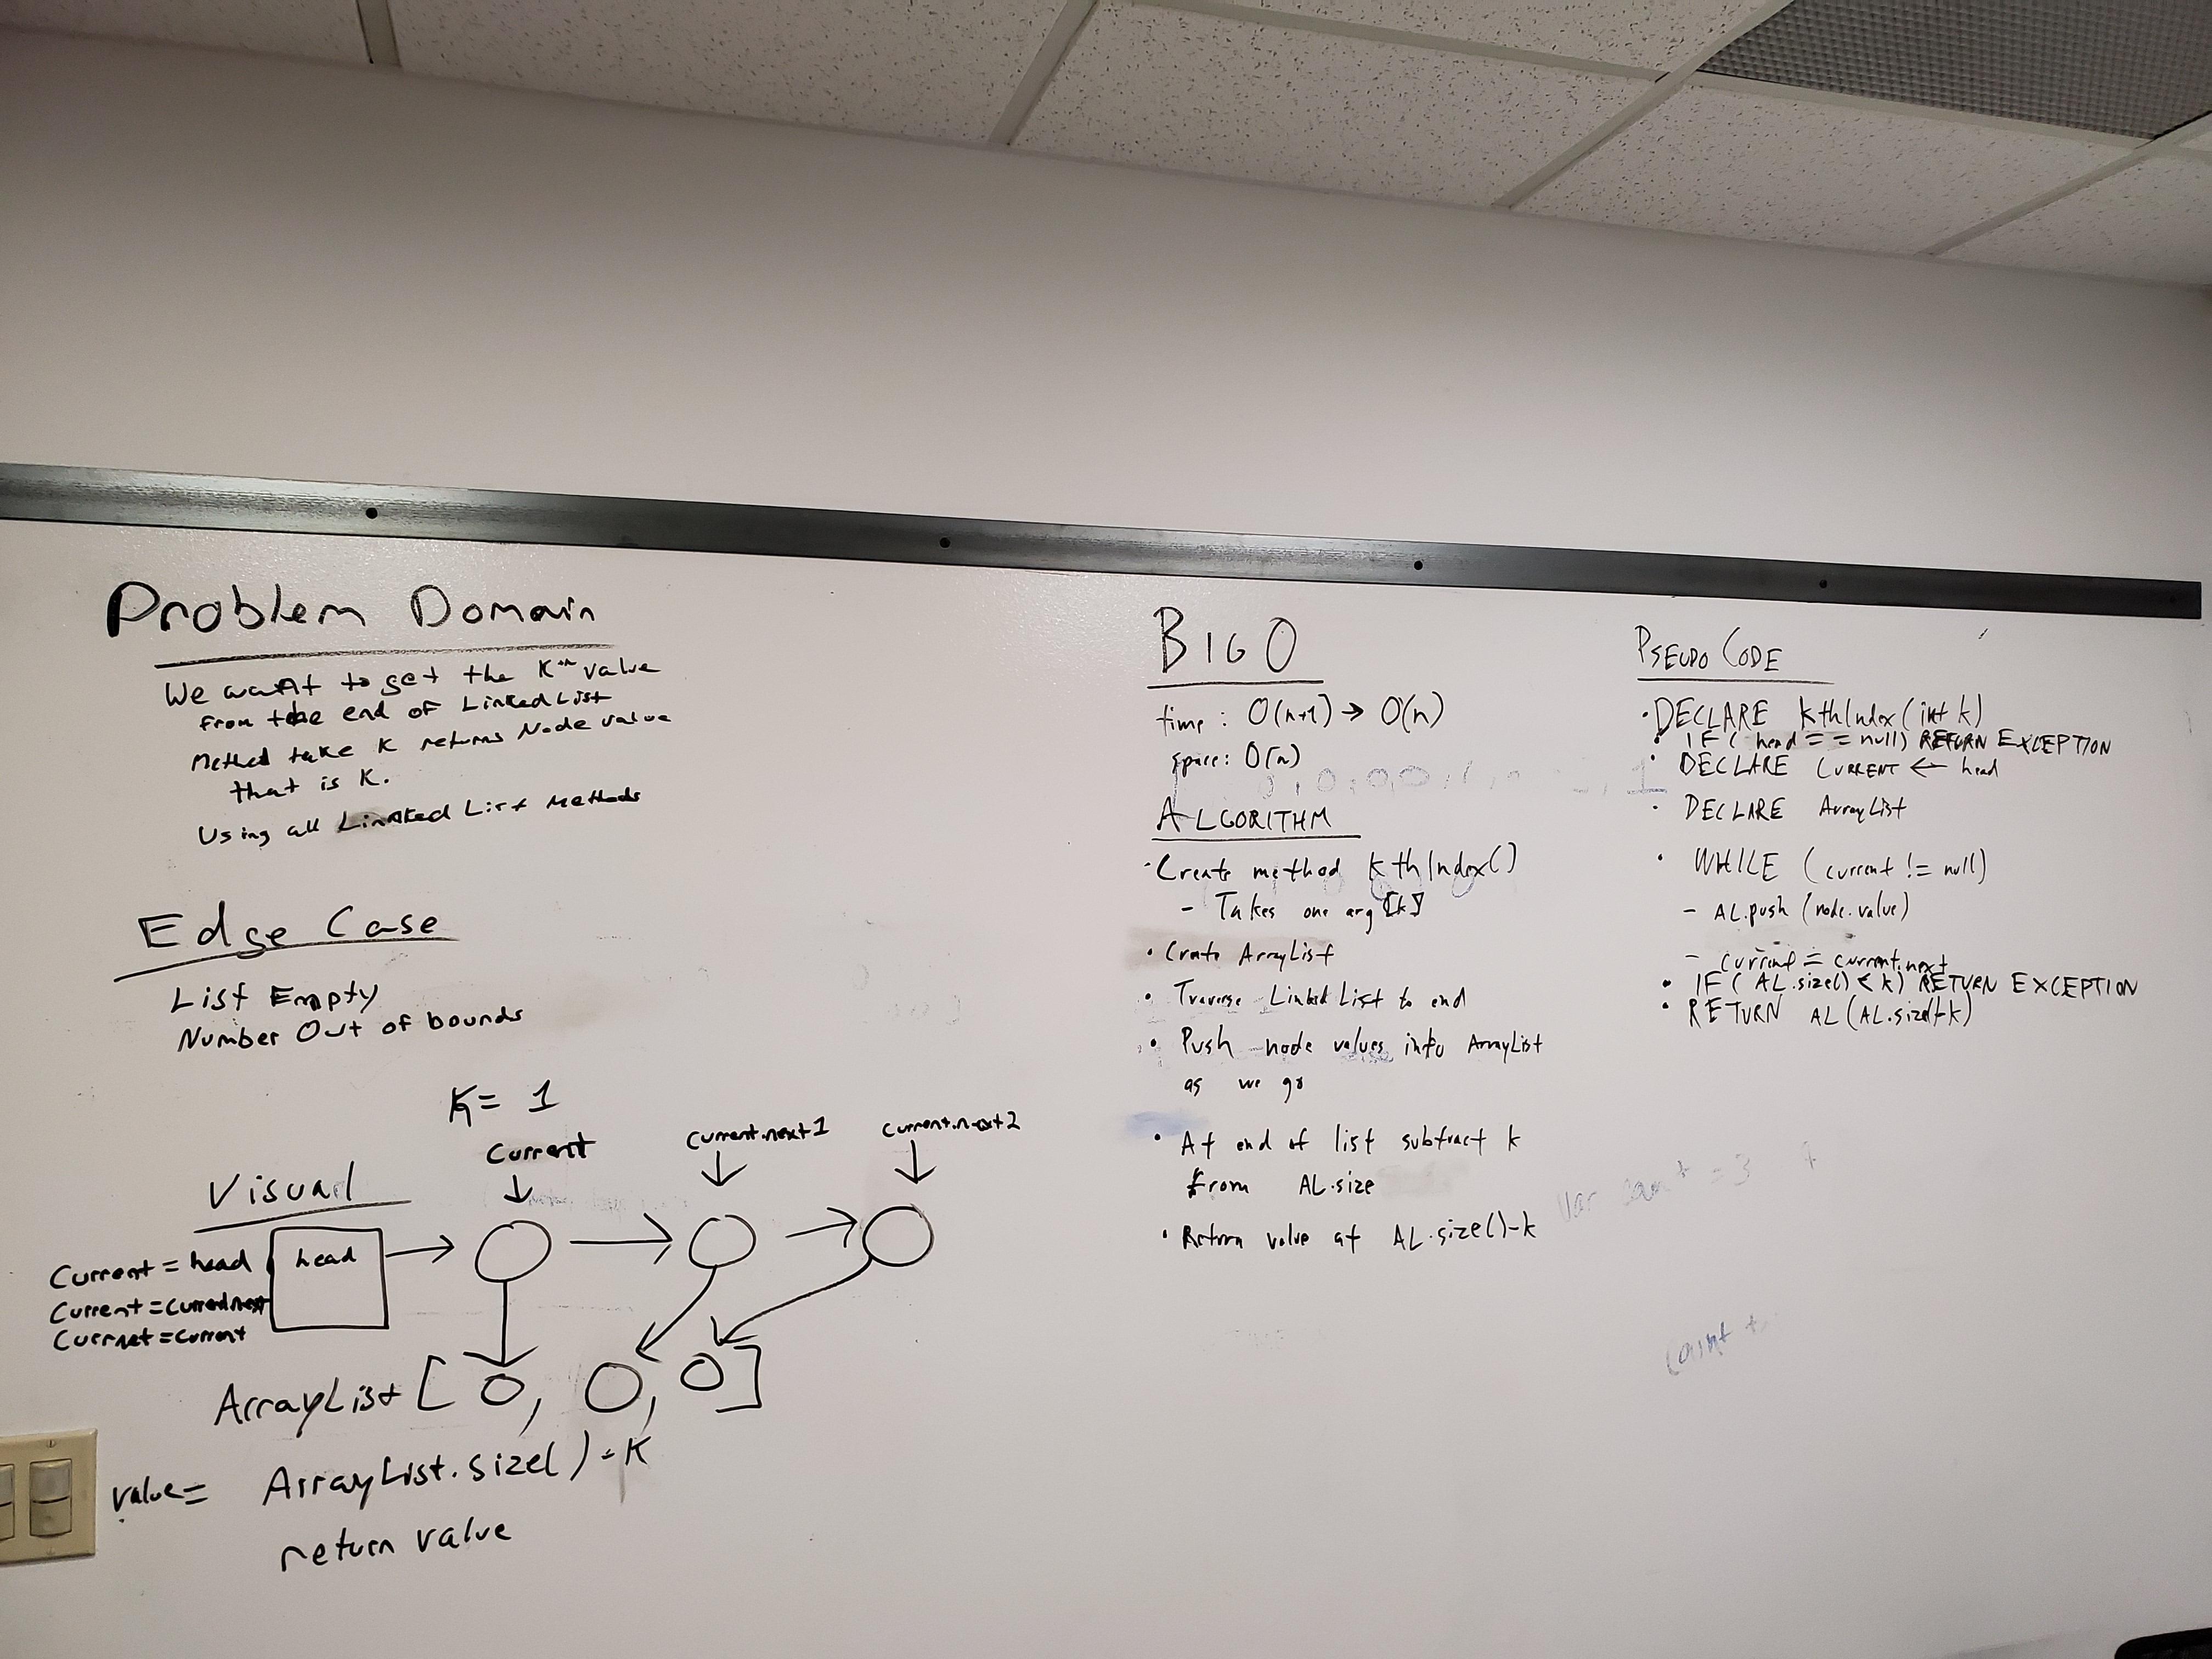 Problem Domain
We want to get the Kth value
from the end of Linked List
Method take K returns Node value
that is K.
Using all Linked List Methods
Edge Case
List Empty
Number Out of bounds
K = 1
Current
current.next1
current.next2
Visual
head
Current = head
Current = current.next
Currnet = current
ArrayList [ O, O, O ]
value = ArrayList.size() - K
return value
BIG O
time: O(n+1) → O(n)
space: O(n)
ALGORITHM
· Create method kthIndex()
- Takes one arg [k]
· Create ArrayList
· Traverse Linked List to end
· Push node values into ArrayList
as we go
· At end of list subtract k
from AL.size
· Return value at AL.size()-k
PSEUDO CODE
· DECLARE kthIndex(int k)
· IF (head == null) RETURN EXCEPTION
· DECLARE CURRENT ← head
· DECLARE ArrayList
· WHILE (current != null)
- AL.push (node.value)
- current = current.next
· IF (AL.size() < k) RETURN EXCEPTION
· RETURN AL(AL.size()-k)
Var count = 3
count